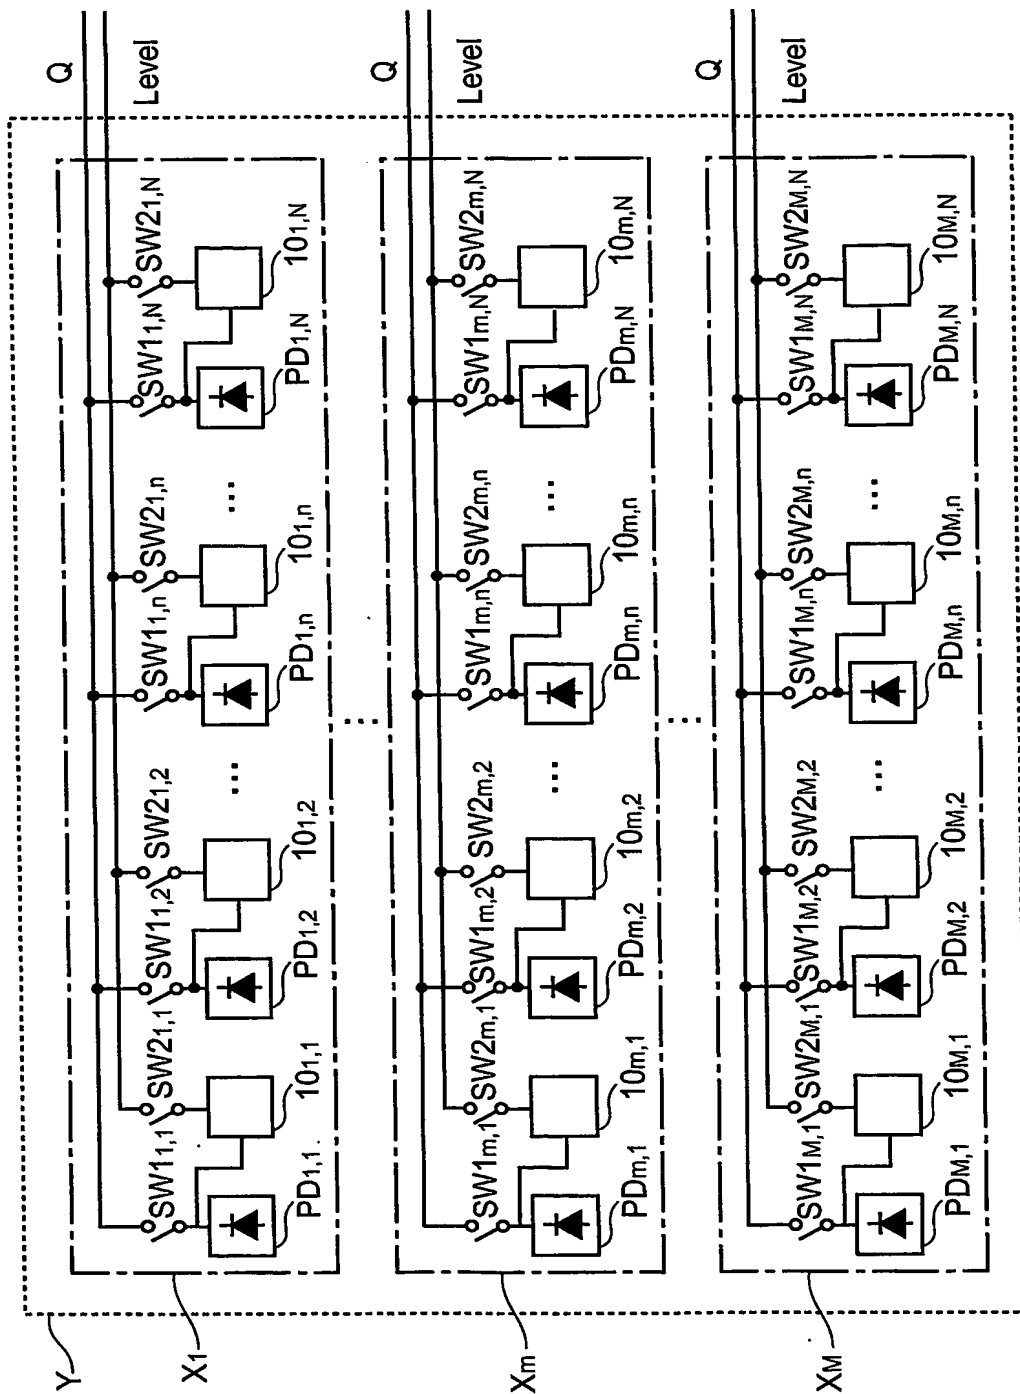 Y
X1
Q
Level
SW11,1
SW21,1
SW11,2
SW21,2
SW11,n
SW21,n
SW11,N
SW21,N
PD1,1
101,1
PD1,2
101,2
...
PD1,n
101,n
...
PD1,N
101,N
...
Xm
Q
Level
SW1m,1
SW2m,1
SW1m,2
SW2m,2
SW1m,n
SW2m,n
SW1m,N
SW2m,N
PDm,1
10m,1
PDm,2
10m,2
...
PDm,n
10m,n
...
PDm,N
10m,N
...
XM
Q
Level
SW1M,1
SW2M,1
SW1M,2
SW2M,2
SW1M,n
SW2M,n
SW1M,N
SW2M,N
PDM,1
10M,1
PDM,2
10M,2
...
PDM,n
10M,n
...
PDM,N
10M,N